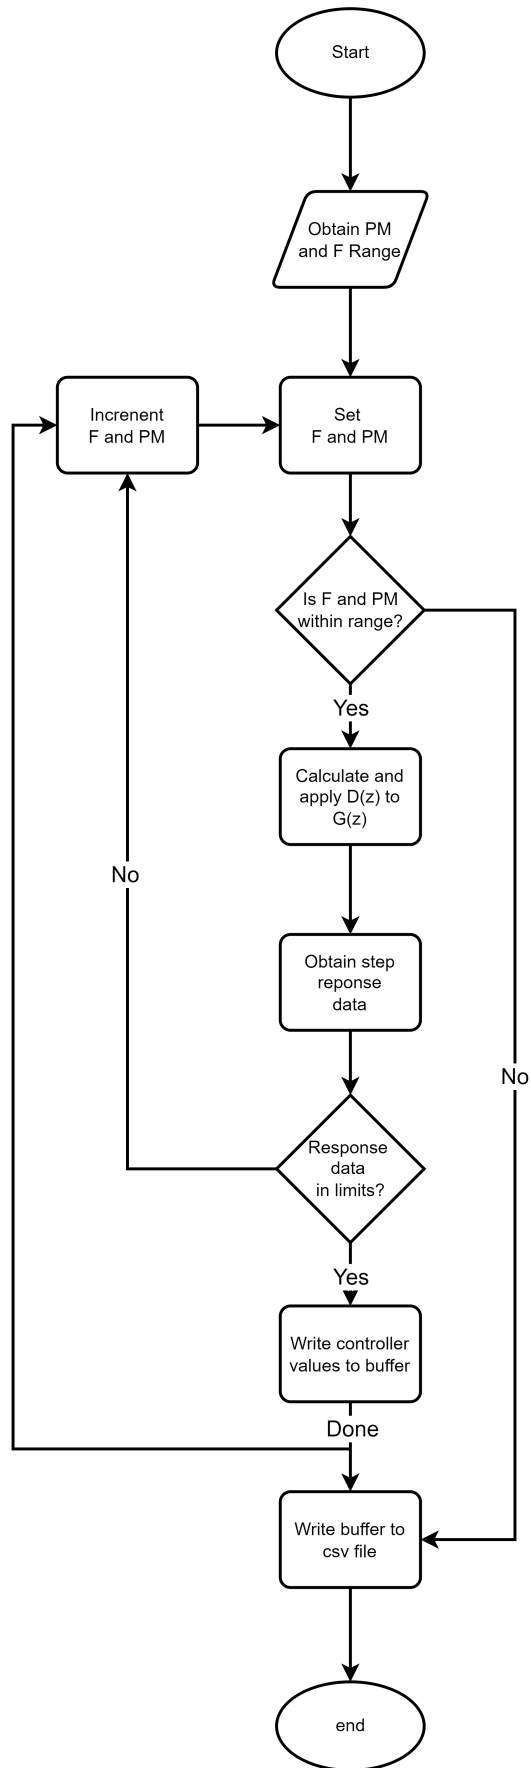 Start
Obtain PM
and F Range
Increnent
F and PM
Set
F and PM
Is F and PM
within range?
Yes
Calculate and
apply D(z) to
G(z)
No
Obtain step
reponse
data
No
Response
data
in limits?
Yes
Write controller
values to buffer
Done
Write buffer to
csv file
end